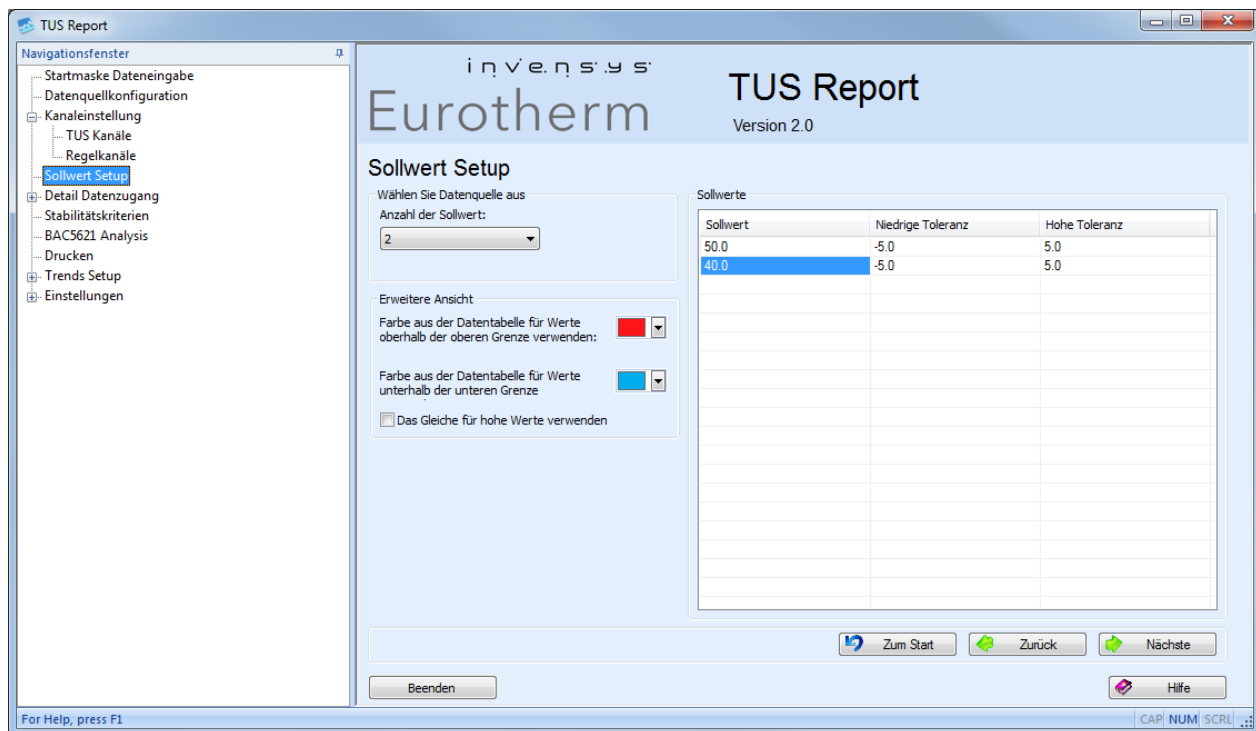 TUS Report
Navigationsfenster
Startmaske Dateneingabe
Datenquellkonfiguration
Kanaleinstellung
TUS Kanäle
Regelkanäle
Sollwert Setup
Detail Datenzugang
Stabilitätskriterien
BAC5621 Analysis
Drucken
Trends Setup
Einstellungen
invensys
Eurotherm
TUS Report
Version 2.0
Sollwert Setup
Wählen Sie Datenquelle aus
Anzahl der Sollwert:
2
Erweitere Ansicht
Farbe aus der Datentabelle für Werte
oberhalb der oberen Grenze verwenden:
Farbe aus der Datentabelle für Werte
unterhalb der unteren Grenze
Das Gleiche für hohe Werte verwenden
Sollwerte
Sollwert Niedrige Toleranz Hohe Toleranz
50.0 -5.0 5.0
40.0 -5.0 5.0
Zum Start Zurück Nächste
Beenden Hilfe
For Help, press F1
CAP NUM SCRL